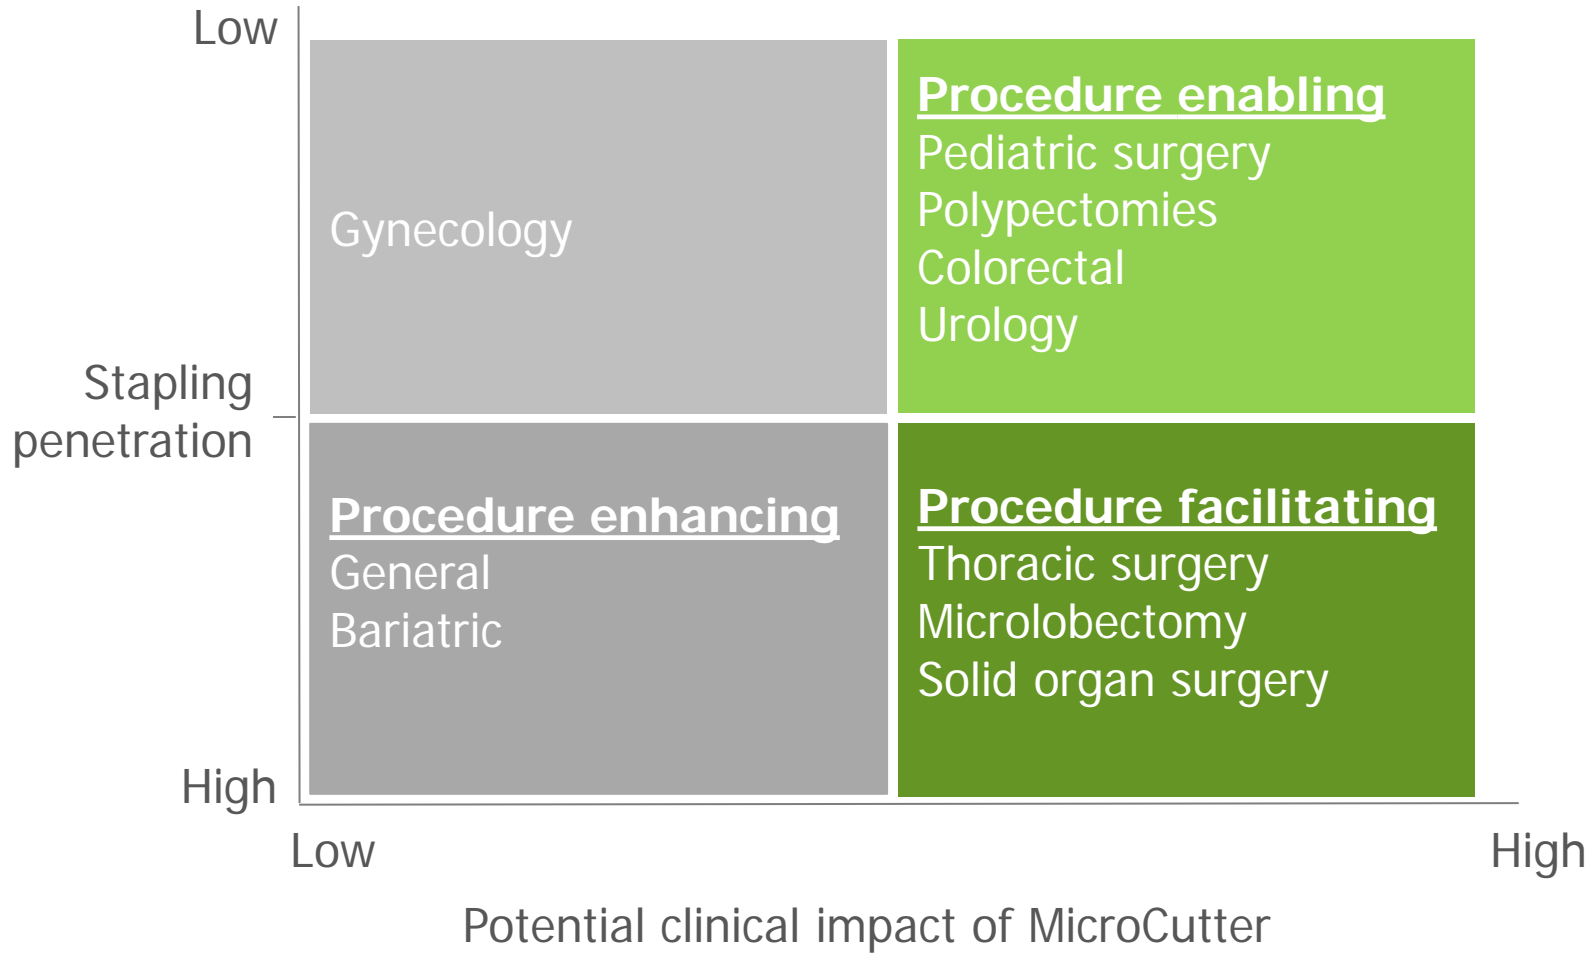 Low
Procedure enabling
Pediatric surgery
Polypectomies
Colorectal
Urology
Gynecology
Stapling
penetration
Procedure enhancing
General
Bariatric
Procedure facilitating
Thoracic surgery
Microlobectomy
Solid organ surgery
High
Low
High
Potential clinical impact of MicroCutter